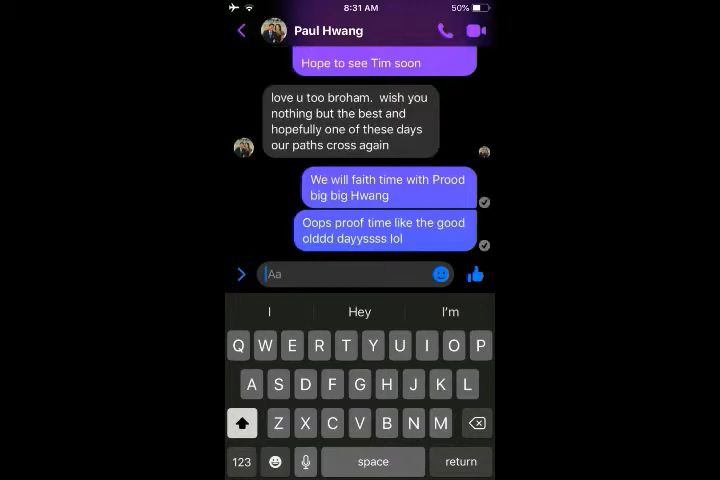 8:31 AM
50%
Paul Hwang
Hope to see Tim soon
love u too broham. wish you
nothing but the best and
hopefully one of these days
our paths cross again
We will faith time with Prood
big big Hwang
Oops proof time like the good
olddd dayyssss lol
Aa
I Hey I'm
Q W E R T Y U I O P
A S D F G H J K L
Z X C V B N M
123 space return